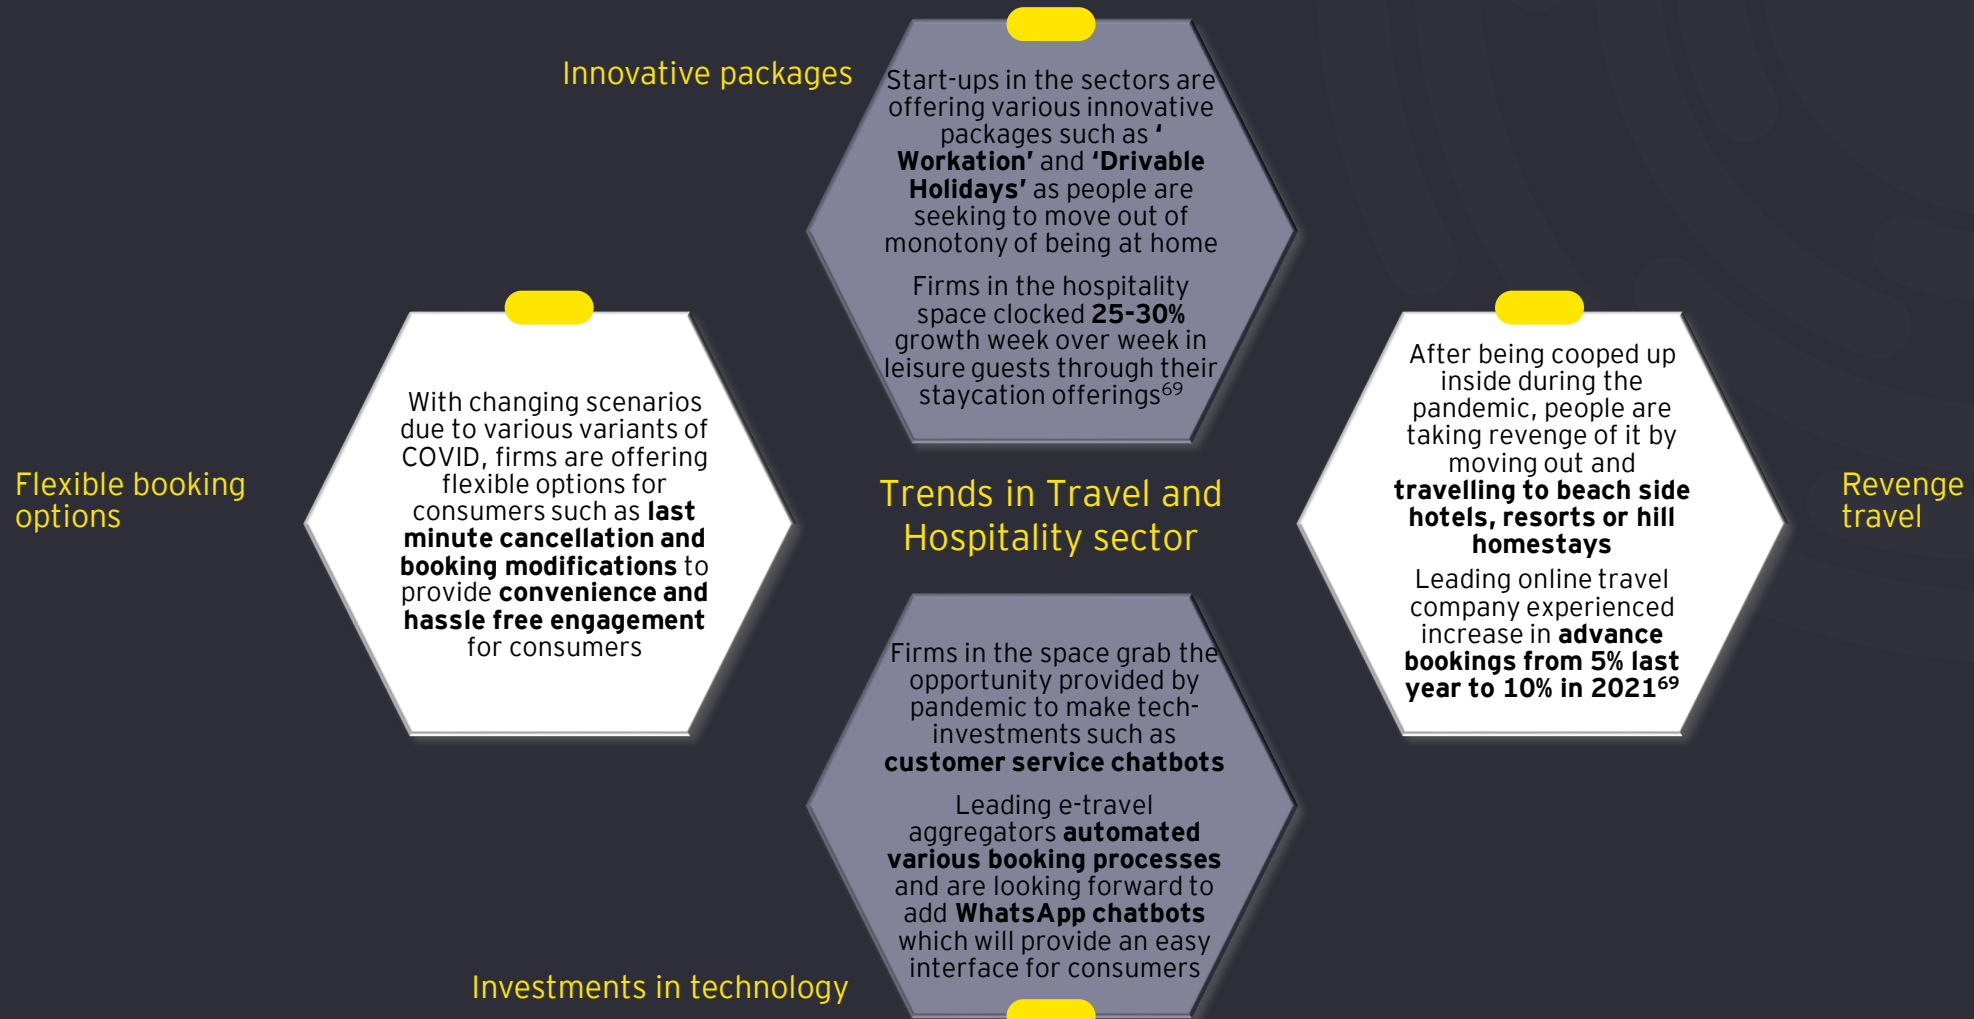 Innovative packages
Start-ups in the sectors are
offering various innovative
packages such as ‘
Workation’ and ‘Drivable
Holidays’ as people are
seeking to move out of
monotony of being at home
Firms in the hospitality
space clocked 25-30%
growth week over week in
leisure guests through their
staycation offerings69
Flexible booking
options
With changing scenarios
due to various variants of
COVID, firms are offering
flexible options for
consumers such as last
minute cancellation and
booking modifications to
provide convenience and
hassle free engagement
for consumers
Trends in Travel and
Hospitality sector
After being cooped up
inside during the
pandemic, people are
taking revenge of it by
moving out and
travelling to beach side
hotels, resorts or hill
homestays
Leading online travel
company experienced
increase in advance
bookings from 5% last
year to 10% in 202169
Revenge
travel
Firms in the space grab the
opportunity provided by
pandemic to make tech-
investments such as
customer service chatbots
Leading e-travel
aggregators automated
various booking processes
and are looking forward to
add WhatsApp chatbots
which will provide an easy
interface for consumers
Investments in technology